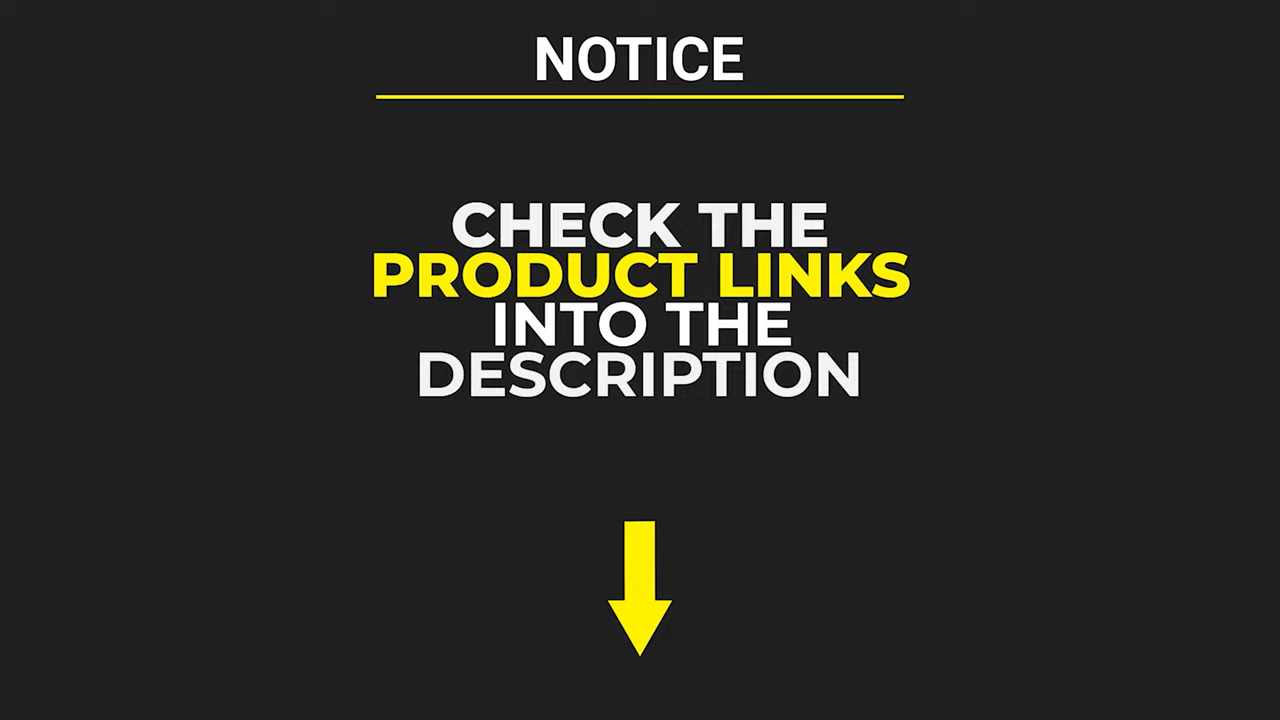 NOTICE
CHECK THE
PRODUCT LINKS
INTO THE
DESCRIPTION